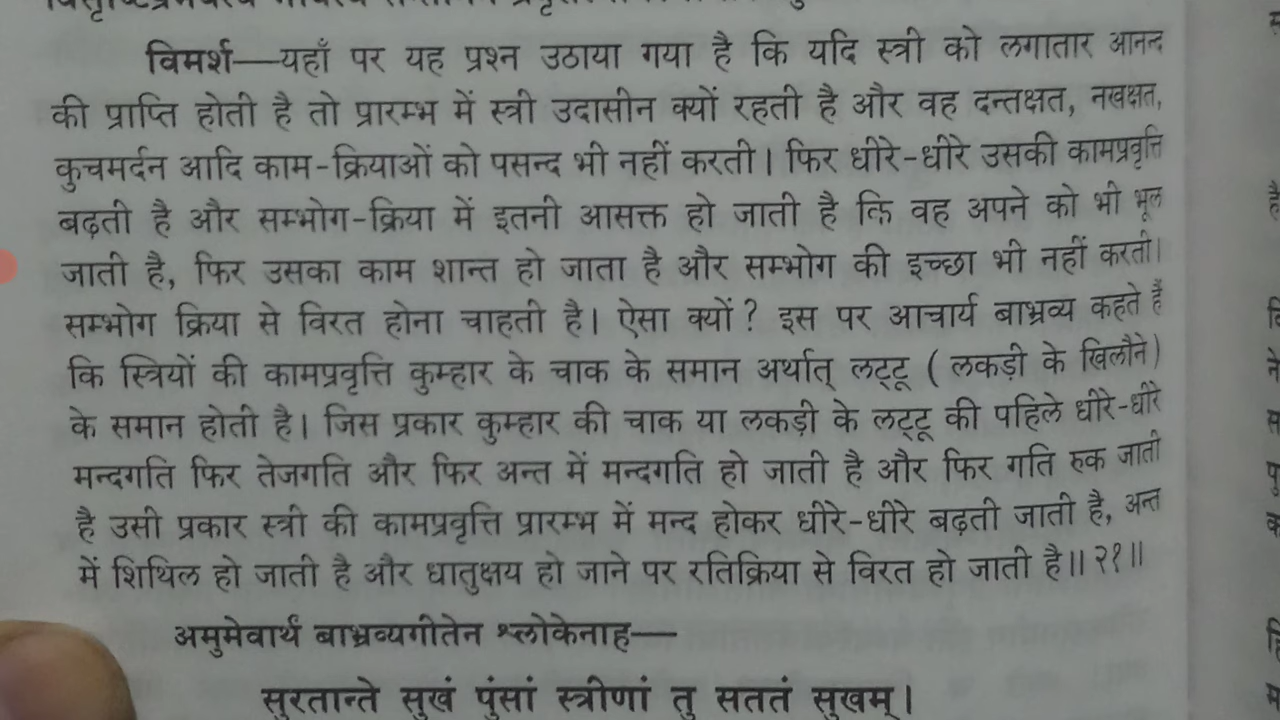 विमर्श—यहाँ पर यह प्रश्न उठाया गया है कि यदि स्त्री को लगातार आनन्द
की प्राप्ति होती है तो प्रारम्भ में स्त्री उदासीन क्यों रहती है और वह दन्तक्षत, नखक्षत,
कुचमर्दन आदि काम-क्रियाओं को पसन्द भी नहीं करती। फिर धीरे-धीरे उसकी कामप्रवृत्ति
बढ़ती है और सम्भोग-क्रिया में इतनी आसक्त हो जाती है कि वह अपने को भी भूल
जाती है, फिर उसका काम शान्त हो जाता है और सम्भोग की इच्छा भी नहीं करती।
सम्भोग क्रिया से विरत होना चाहती है। ऐसा क्यों? इस पर आचार्य बाभ्रव्य कहते हैं
कि स्त्रियों की कामप्रवृत्ति कुम्हार के चाक के समान अर्थात् लट्टू ( लकड़ी के खिलौने)
के समान होती है। जिस प्रकार कुम्हार की चाक या लकड़ी के लट्टू की पहिले धीरे-धीरे
मन्दगति फिर तेजगति और फिर अन्त में मन्दगति हो जाती है और फिर गति रुक जाती
है उसी प्रकार स्त्री की कामप्रवृत्ति प्रारम्भ में मन्द होकर धीरे-धीरे बढ़ती जाती है, अन्त
में शिथिल हो जाती है और धातुक्षय हो जाने पर रतिक्रिया से विरत हो जाती है॥२१॥
अमुमेवार्थं बाभ्रव्यगीतेन श्लोकेनाह—
सुरतान्ते सुखं पुंसां स्त्रीणां तु सततं सुखम्।